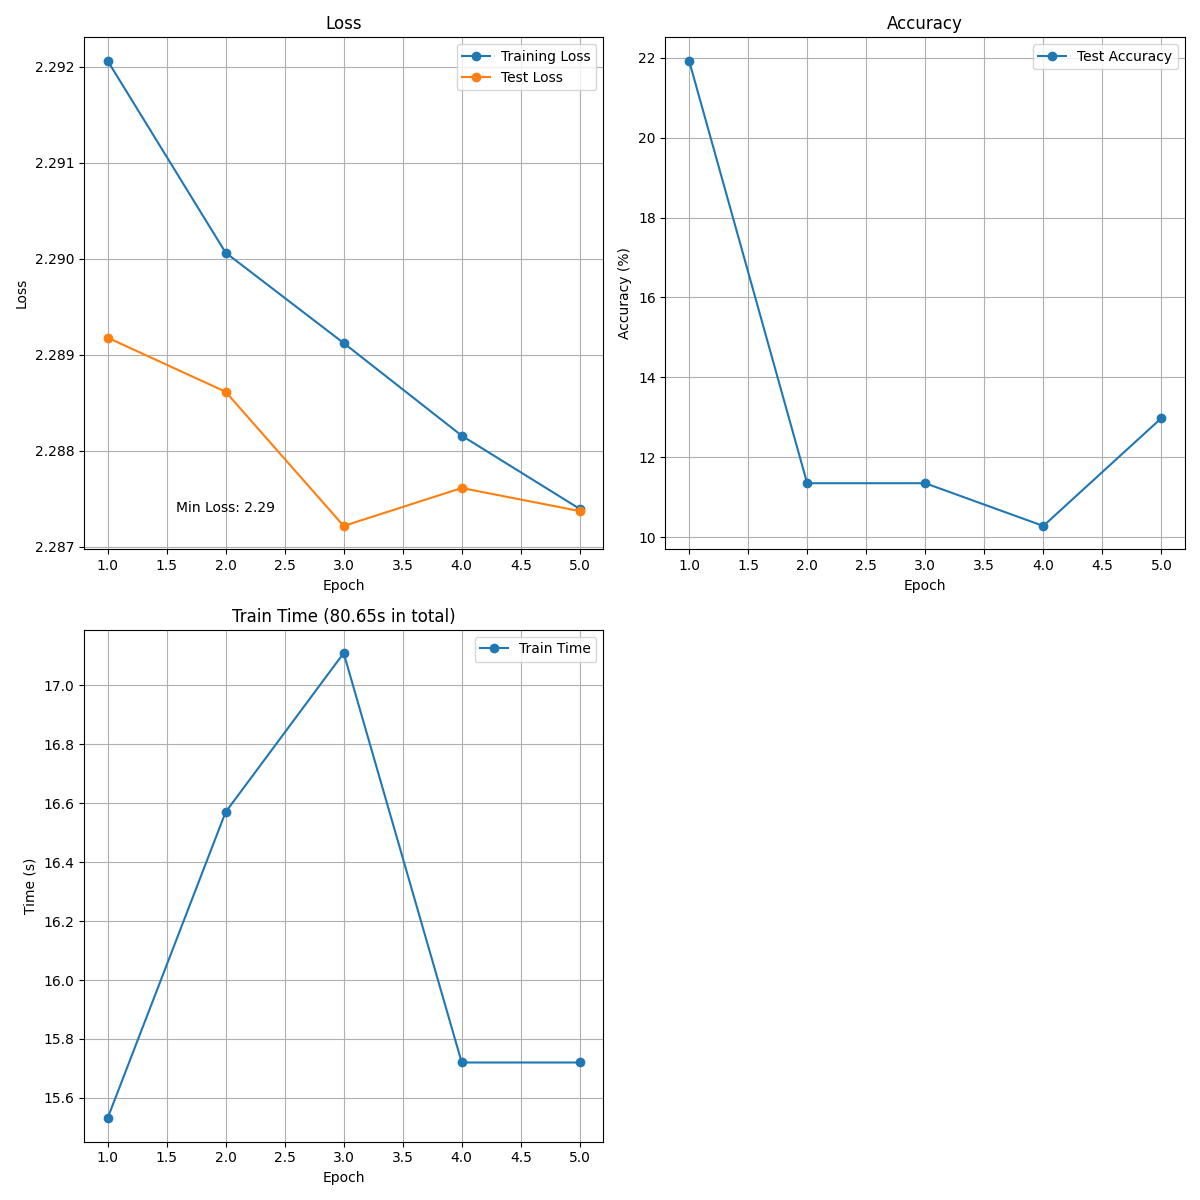 Loss
Training Loss
Test Loss
Loss
2.292
2.291
2.290
2.289
2.288
2.287
Min Loss: 2.29
1.0 1.5 2.0 2.5 3.0 3.5 4.0 4.5 5.0
Epoch
Accuracy
Test Accuracy
Accuracy (%)
22
20
18
16
14
12
10
1.0 1.5 2.0 2.5 3.0 3.5 4.0 4.5 5.0
Epoch
Train Time (80.65s in total)
Train Time
Time (s)
17.0
16.8
16.6
16.4
16.2
16.0
15.8
15.6
1.0 1.5 2.0 2.5 3.0 3.5 4.0 4.5 5.0
Epoch